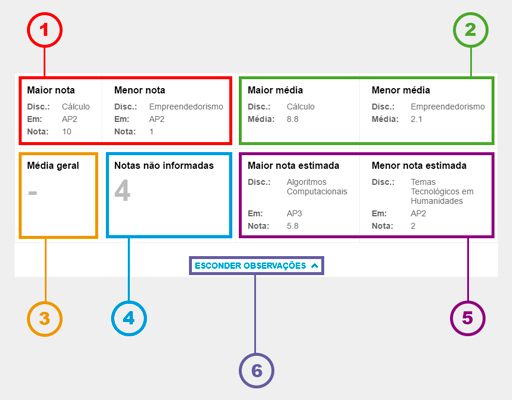 1
2
Maior nota
Disc.: Cálculo
Em: AP2
Nota: 10
Menor nota
Disc.: Empreendedorismo
Em: AP2
Nota: 1
Maior média
Disc.: Cálculo
Média: 8.8
Menor média
Disc.: Empreendedorismo
Média: 2.1
Média geral
-
Notas não informadas
4
Maior nota estimada
Disc.: Algoritmos
Computacionais
Em: AP3
Nota: 5.8
Menor nota estimada
Disc.: Temas
Tecnológicos em
Humanidades
Em: AP2
Nota: 2
ESCONDER OBSERVAÇÕES
3
4
5
6